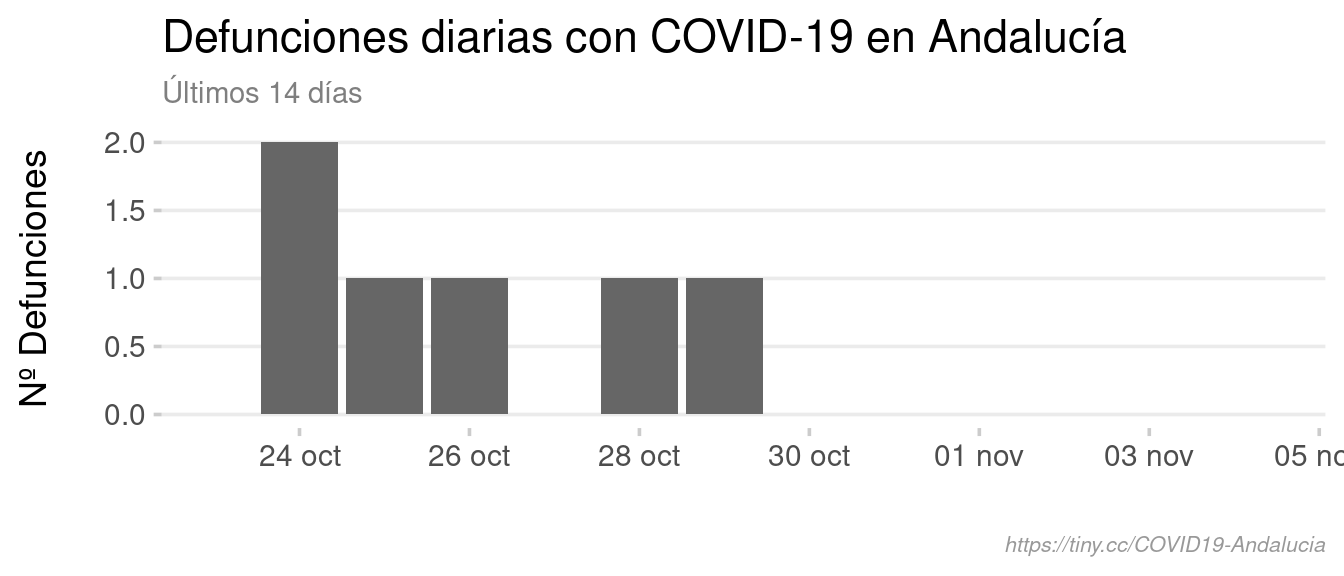 Defunciones diarias con COVID-19 en Andalucía
Últimos 14 días
Nº Defunciones
2.0
1.5
1.0
0.5
0.0
24 oct 26 oct 28 oct 30 oct 01 nov 03 nov 05 no
https://tiny.cc/COVID19-Andalucia